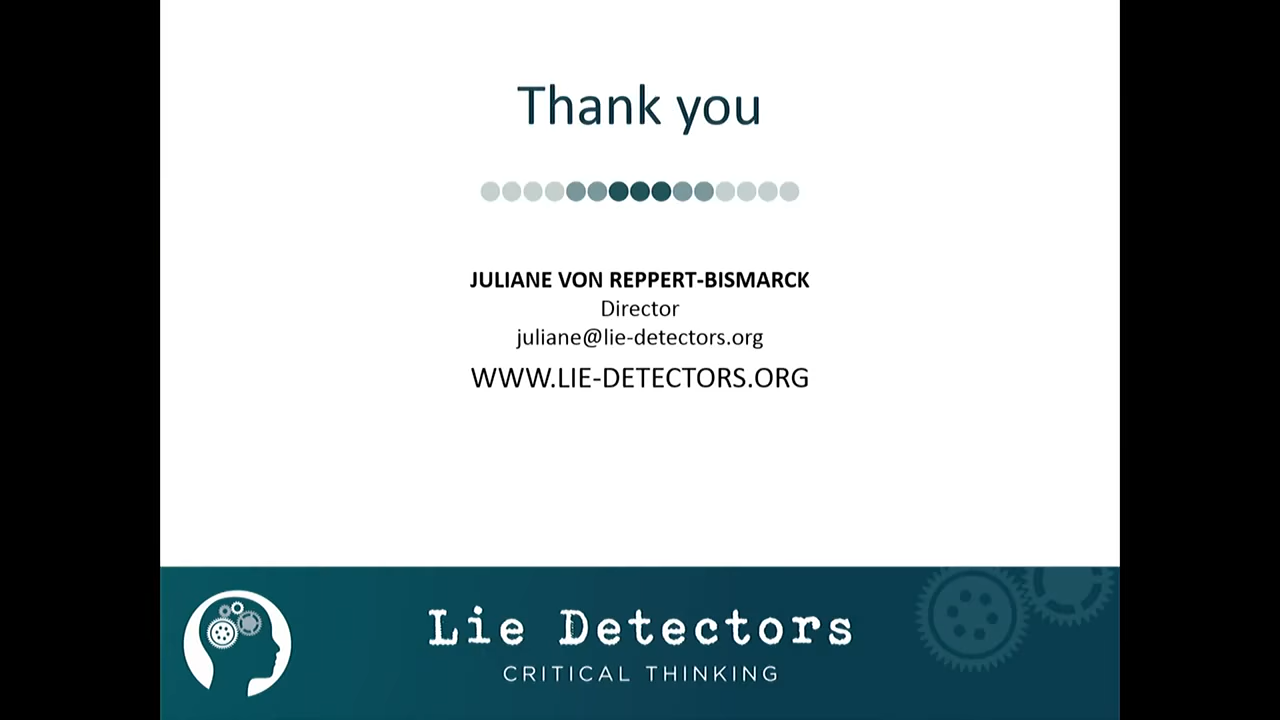 Thank you
JULIANE VON REPPERT-BISMARCK
Director
juliane@lie-detectors.org
WWW.LIE-DETECTORS.ORG
Lie Detectors
CRITICAL THINKING